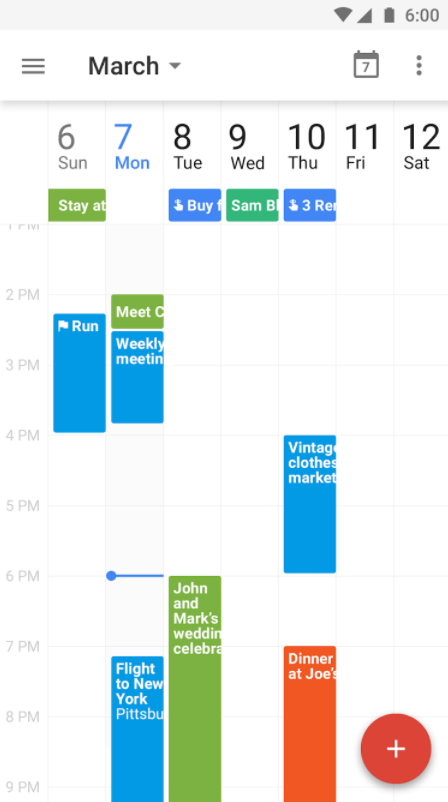 6:00
March
7
6 7 8 9 10 11 12
Sun Mon Tue Wed Thu Fri Sat
Stay at
Buy f
Sam Bl
3 Rem
1 PM
2 PM
Meet C
Run
Weekly
meetin
3 PM
4 PM
Vintage
clothes
market
5 PM
6 PM
John
and
Mark's
weddin
celebra
7 PM
Flight
to New
York
Pittsbu
Dinner
at Joe's
8 PM
9 PM
+